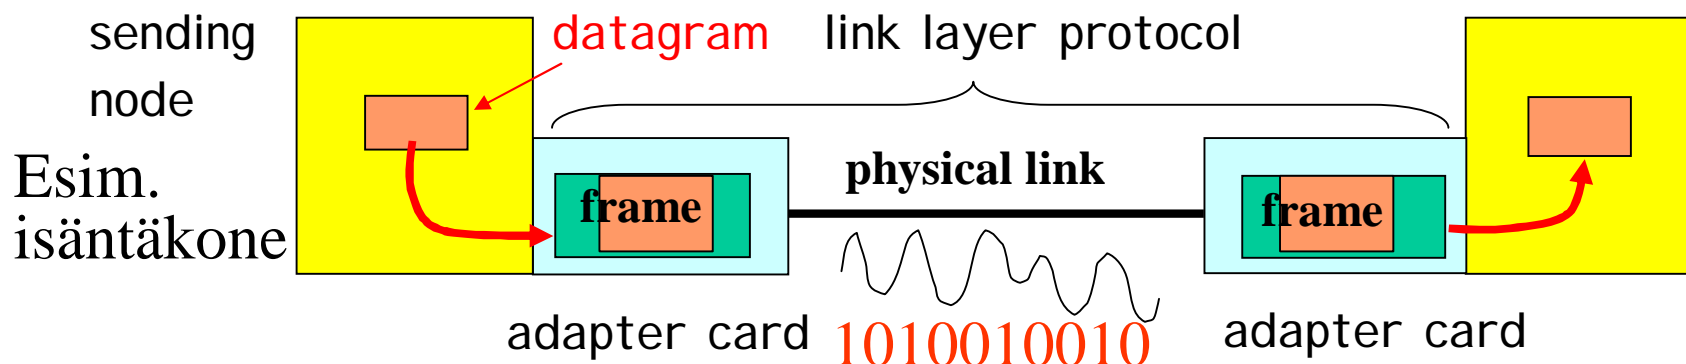 sending
node
Esim.
isäntäkone
datagram
link layer protocol
frame
physical link
frame
adapter card
1010010010
adapter card